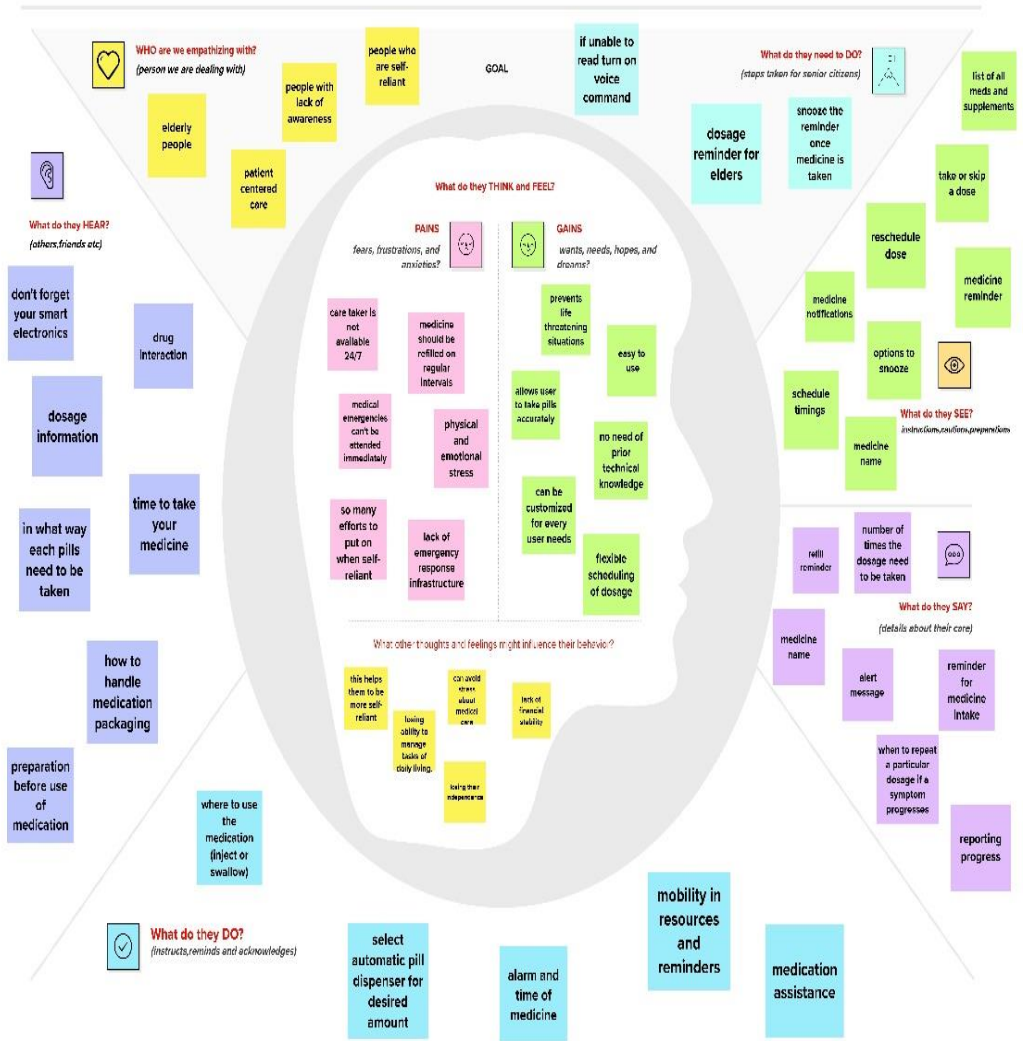 WHO are we empathizing with?
(person we are dealing with)
people who
are self-
reliant
people with
lack of
awareness
elderly
people
patient
centered
care
GOAL
if unable to
read turn on
voice
command
What do they need to DO?
(steps taken for senior citizens)
dosage
reminder for
elders
snooze the
reminder
once
medicine is
taken
list of all
meds and
supplements
take or skip
a dose
reschedule
dose
medicine
reminder
medicine
notifications
options to
snooze
schedule
timings
medicine
name
What do they SEE?
instructions,cautions,preparations
What do they HEAR?
(others,friends etc)
don't forget
your smart
electronics
drug
interaction
dosage
information
time to take
your
medicine
in what way
each pills
need to be
taken
how to
handle
medication
packaging
preparation
before use
of
medication
What do they THINK and FEEL?
PAINS
fears, frustrations, and
anxieties?
care taker is
not
available
24/7
medicine
should be
refilled on
regular
intervals
medical
emergencies
can't be
attended
immediately
physical
and
emotional
stress
so many
efforts to
put on
when self-
reliant
lack of
emergency
response
infrastructure
GAINS
wants, needs, hopes, and
dreams?
prevents
life
threatening
situations
easy to
use
allows user
to take pills
accurately
no need of
prior
technical
knowledge
can be
customized
for every
user needs
flexible
scheduling
of dosage
What other thoughts and feelings might influence their behavior?
this helps
them to be
more self-
reliant
losing
ability to
manage
tasks of
daily living.
can avoid
stress
about
medical
care
lack of
financial
stability
losing their
independence
refill
reminder
number of
times the
dosage need
to be taken
What do they SAY?
(details about their care)
medicine
name
alert
message
reminder
for
medicine
intake
when to repeat
a particular
dosage if a
symptom
progresses
reporting
progress
where to use
the
medication
(inject or
swallow)
What do they DO?
(instructs,reminds and acknowledges)
select
automatic pill
dispenser for
desired
amount
alarm and
time of
medicine
mobility in
resources
and
reminders
medication
assistance